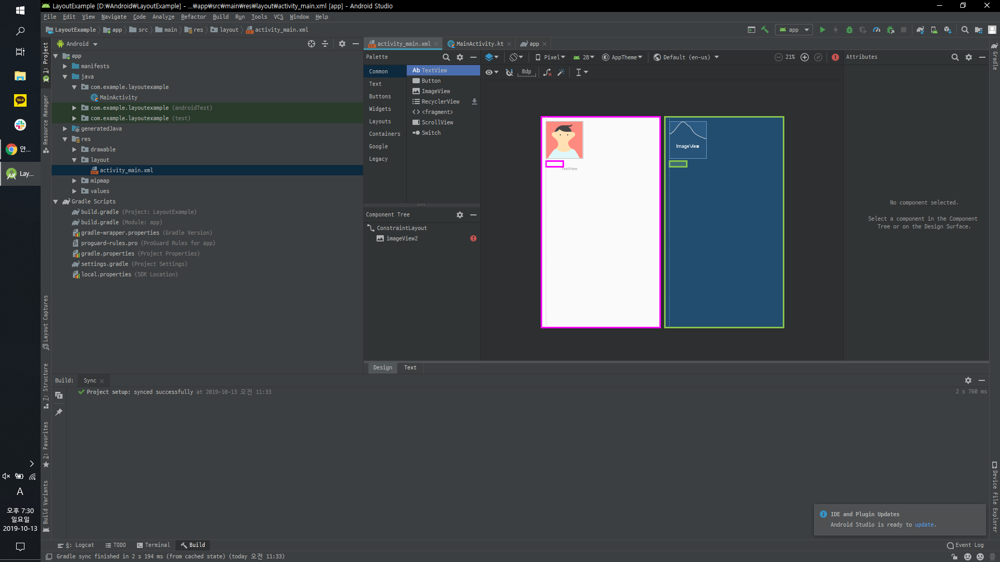 LayoutExample [D:₩Android₩LayoutExample] - ...₩app₩src₩main₩res₩layout₩activity_main.xml [app] - Android Studio
File Edit View Navigate Code Analyze Refactor Build Run Tools VCS Window Help
LayoutExample app src main res layout activity_main.xml
app
Android
activity_main.xml MainActivity.kt app
Palette
Pixel 28 AppTheme Default (en-us) 21%
Attributes
8dp
1: Project
Resource Manager
Layout Captures
7: Structure
2: Favorites
Build Variants
app
manifests
java
com.example.layoutexample
MainActivity
com.example.layoutexample (androidTest)
com.example.layoutexample (test)
generatedJava
res
drawable
layout
activity_main.xml
mipmap
values
Gradle Scripts
build.gradle (Project: LayoutExample)
build.gradle (Module: app)
gradle-wrapper.properties (Gradle Version)
proguard-rules.pro (ProGuard Rules for app)
gradle.properties (Project Properties)
settings.gradle (Project Settings)
local.properties (SDK Location)
Common
Text
Buttons
Widgets
Layouts
Containers
Google
Legacy
Ab TextView
Button
ImageView
RecyclerView
<fragment>
ScrollView
Switch
Component Tree
ConstraintLayout
imageView2
TextView
ImageView
No component selected.
Select a component in the Component
Tree or on the Design Surface.
Gradle
Device File Explorer
Design Text
Build: Sync
Project setup: synced successfully at 2019-10-13 오전 11:33
2 s 760 ms
IDE and Plugin Updates
Android Studio is ready to update.
6: Logcat TODO Terminal Build
Event Log
Gradle sync finished in 2 s 194 ms (from cached state) (today 오전 11:33)
TALK
안...
Lay...
A
오후 7:30
일요일
2019-10-13